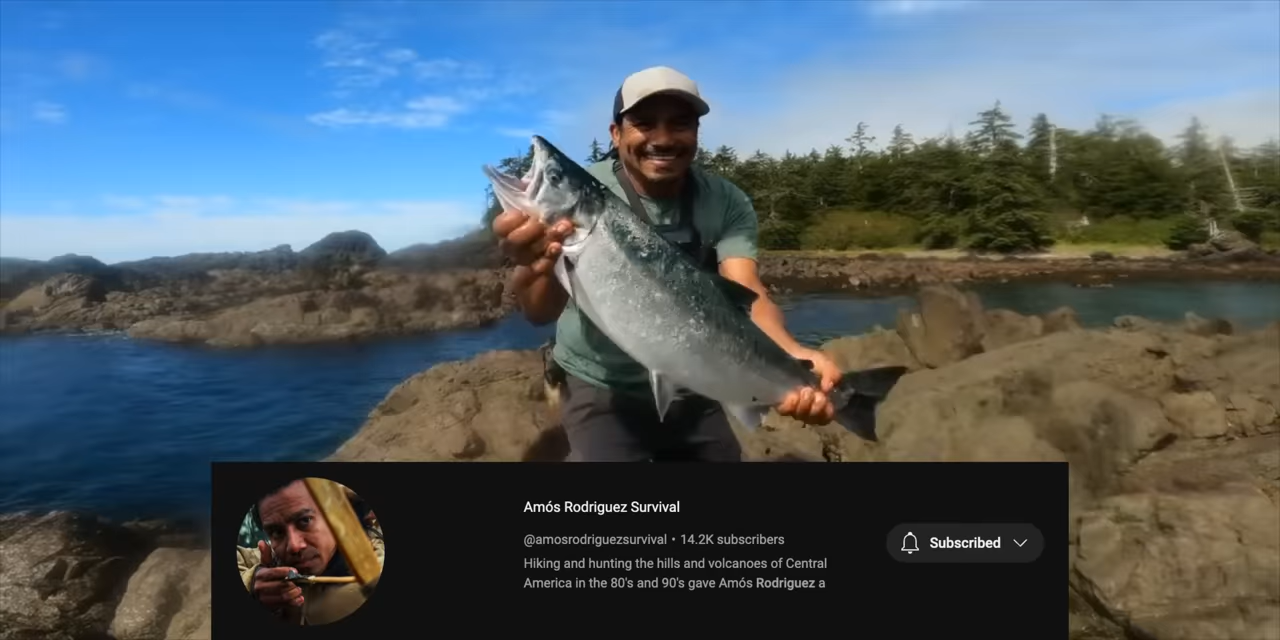 Amós Rodriguez Survival
@amosrodriguezsurvival • 14.2K subscribers
Subscribed
Hiking and hunting the hills and volcanoes of Central
America in the 80's and 90's gave Amós Rodriguez a